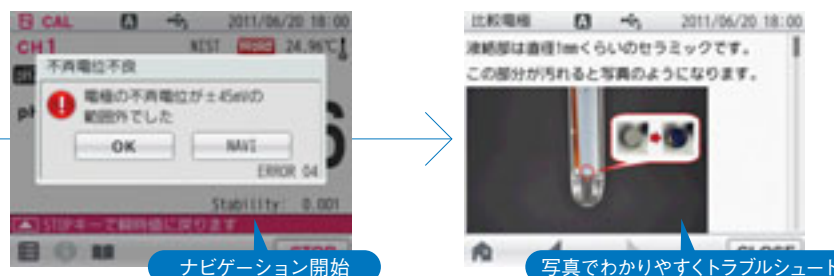 CAL A 2011/06/20 18:00
CH1 NIST Hold 24.96℃
不斉電位不良
pH
電極の不斉電位が±45mVの
範囲外でした
OK NAVI
ERROR 04
6
Stability: 0.001
STOPキーで瞬時値に戻ります
STOP
ナビゲーション開始
比較電極 A 2011/06/20 18:00
液絡部は直径1mmくらいのセラミックです。
この部分が汚れると写真のようになります。
CLOSE
写真でわかりやすくトラブルシュート